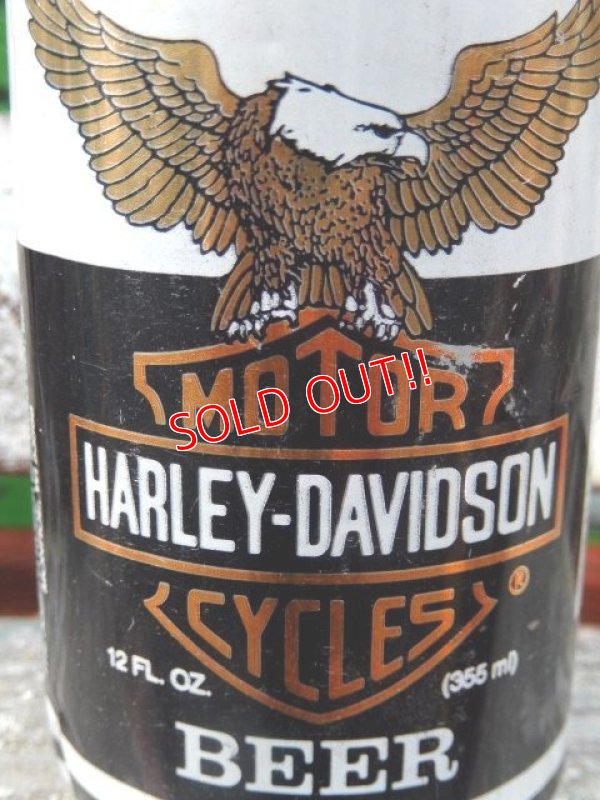 MOTOR
SOLD OUT!!
HARLEY-DAVIDSON
CYCLES ®
12 FL. OZ. (355 ml)
BEER